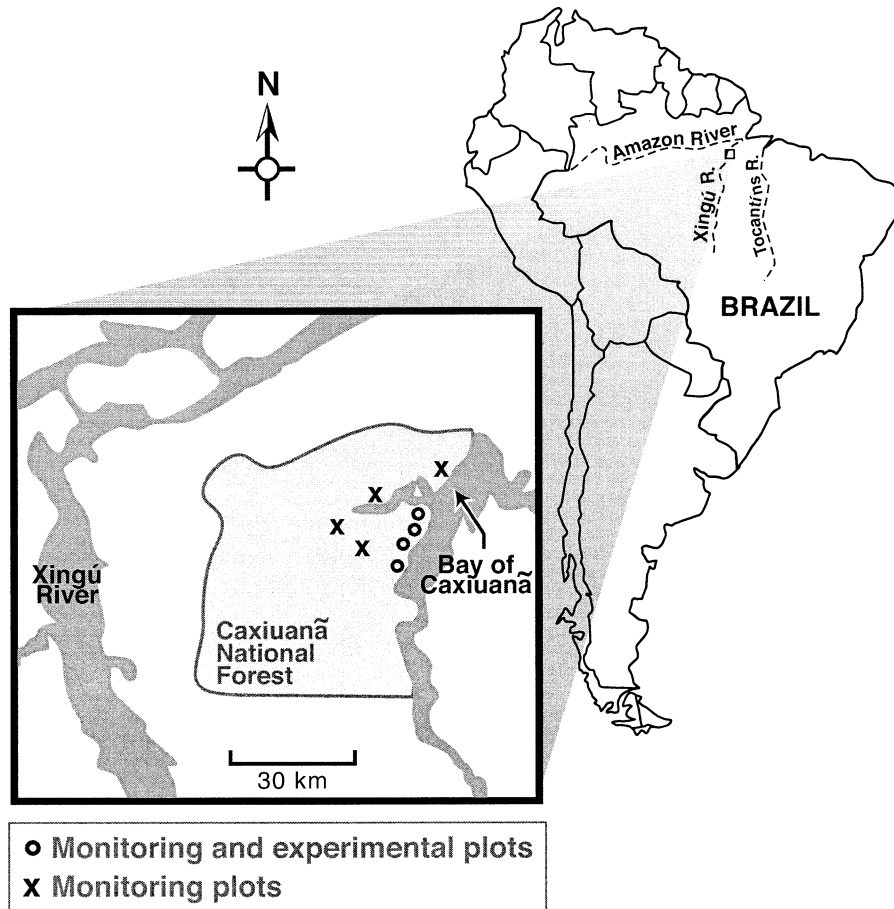 N
Amazon River
Xingú R.
Tocantíns R.
BRAZIL
Xingú
River
Bay of
Caxiuanã
Caxiuanã
National
Forest
30 km
o Monitoring and experimental plots
x Monitoring plots